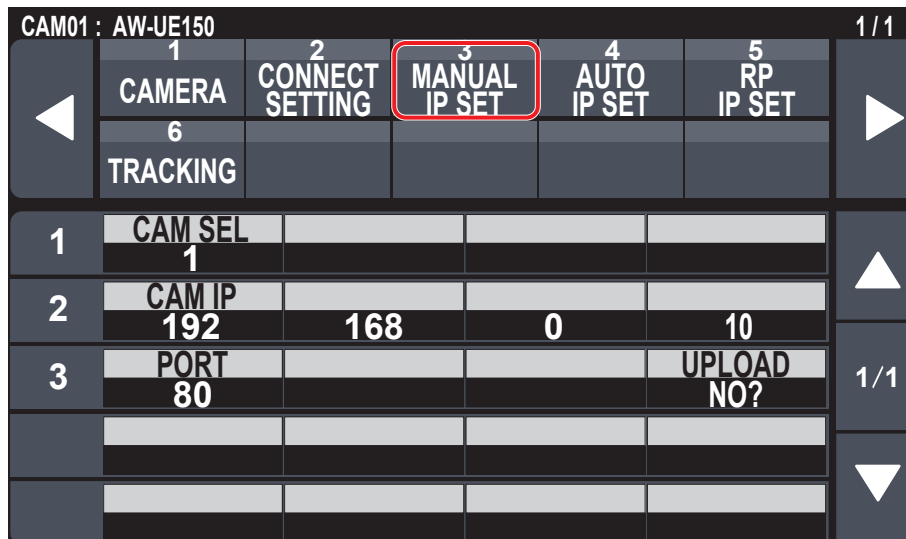 CAM01 : AW-UE150 1 / 1
1 2 3 4 5
CAMERA CONNECT SETTING MANUAL IP SET AUTO IP SET RP IP SET
6
TRACKING
1 CAM SEL
1
2 CAM IP
192 168 0 10
3 PORT UPLOAD
80 NO?
1/1